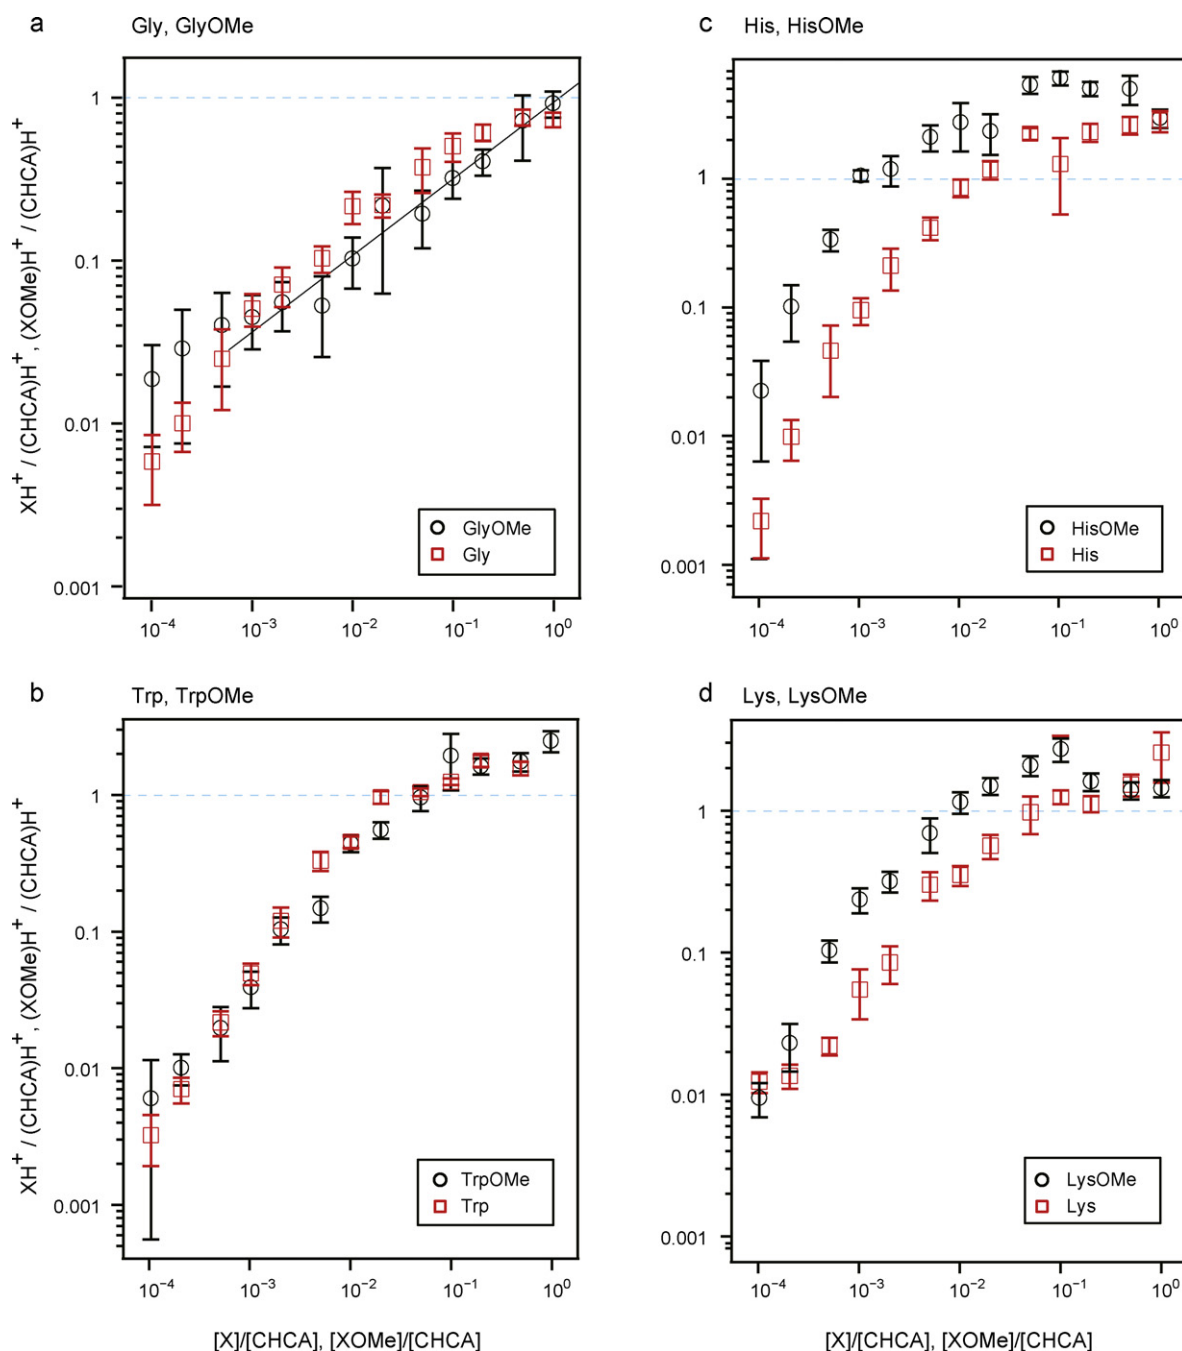 a
Gly, GlyOMe
XH⁺ / (CHCA)H⁺, (XOMe)H⁺ / (CHCA)H⁺
1
0.1
0.01
0.001
GlyOMe
Gly
10⁻⁴ 10⁻³ 10⁻² 10⁻¹ 10⁰
c
His, HisOMe
1
0.1
0.01
0.001
HisOMe
His
10⁻⁴ 10⁻³ 10⁻² 10⁻¹ 10⁰
b
Trp, TrpOMe
XH⁺ / (CHCA)H⁺, (XOMe)H⁺ / (CHCA)H⁺
1
0.1
0.01
0.001
TrpOMe
Trp
10⁻⁴ 10⁻³ 10⁻² 10⁻¹ 10⁰
[X]/[CHCA], [XOMe]/[CHCA]
d
Lys, LysOMe
1
0.1
0.01
0.001
LysOMe
Lys
10⁻⁴ 10⁻³ 10⁻² 10⁻¹ 10⁰
[X]/[CHCA], [XOMe]/[CHCA]